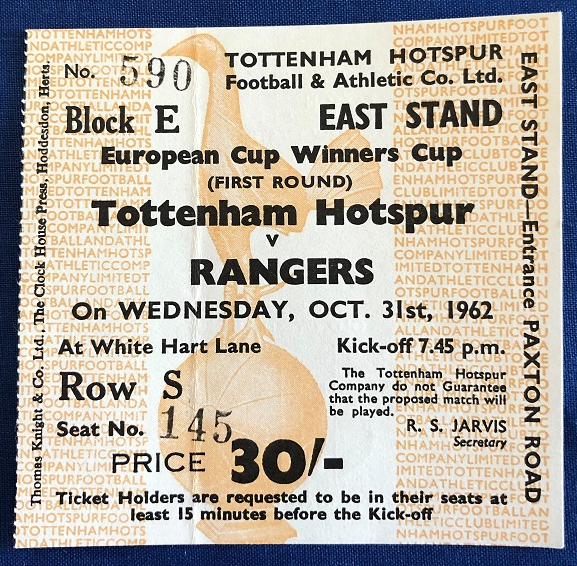 No. 590
TOTTENHAM HOTSPUR
Football & Athletic Co. Ltd.
Block E EAST STAND
European Cup Winners Cup
(FIRST ROUND)
Tottenham Hotspur
v
RANGERS
On WEDNESDAY, OCT. 31st, 1962
At White Hart Lane Kick-off 7.45 p.m.
Row S
Seat No. 145
The Tottenham Hotspur
Company do not Guarantee
that the proposed match will
be played.
R. S. JARVIS
Secretary
PRICE 30/-
Ticket Holders are requested to be in their seats at
least 15 minutes before the Kick-off
EAST STAND—Entrance PAXTON ROAD
Thomas Knight & Co. Ltd., The Clock House Press, Hoddesdon, Herts.